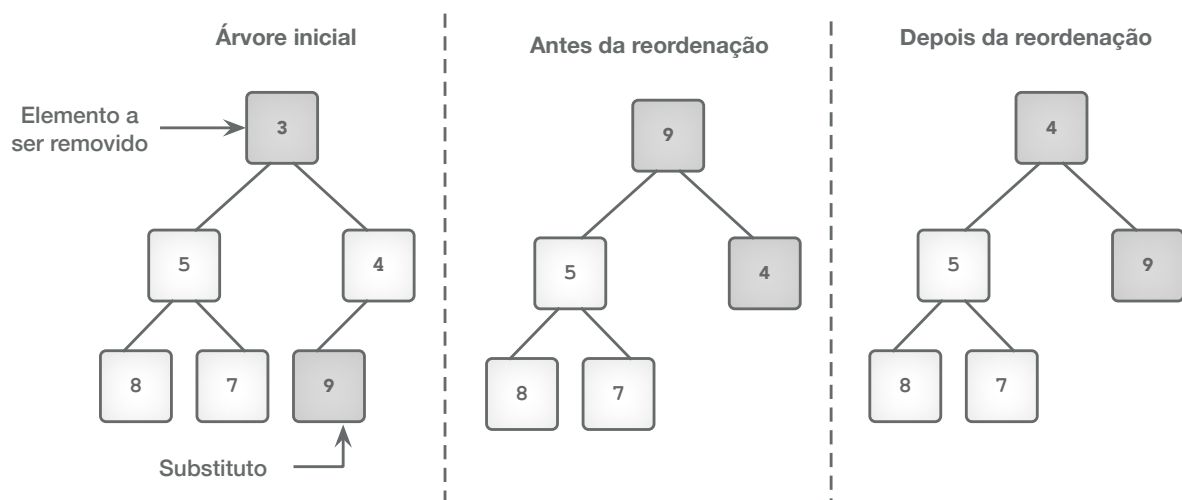 Árvore inicial
Elemento a
ser removido
3
5
4
8
7
9
Substituto
Antes da reordenação
9
5
4
8
7
Depois da reordenação
4
5
9
8
7